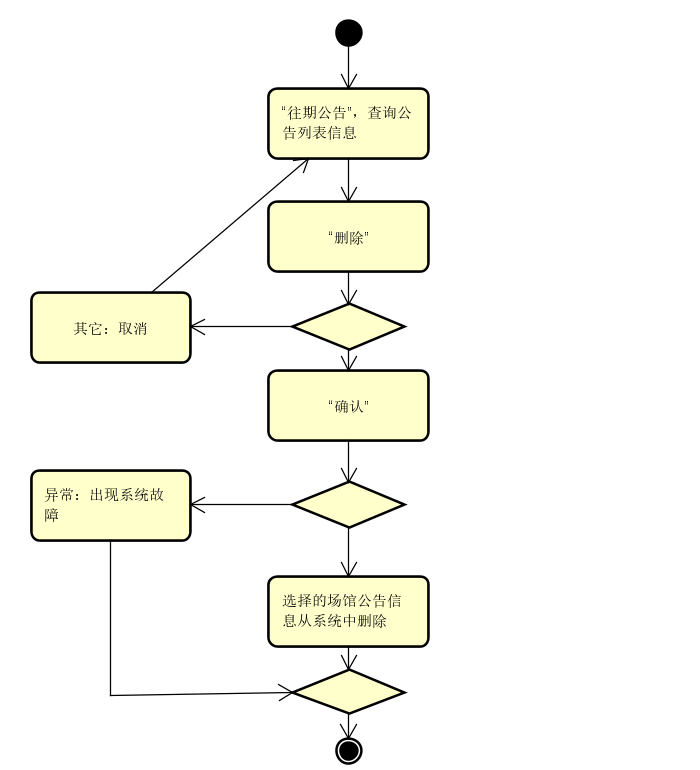 “往期公告”，查询公
告列表信息
“删除”
其它：取消
“确认”
异常：出现系统故
障
选择的场馆公告信
息从系统中删除